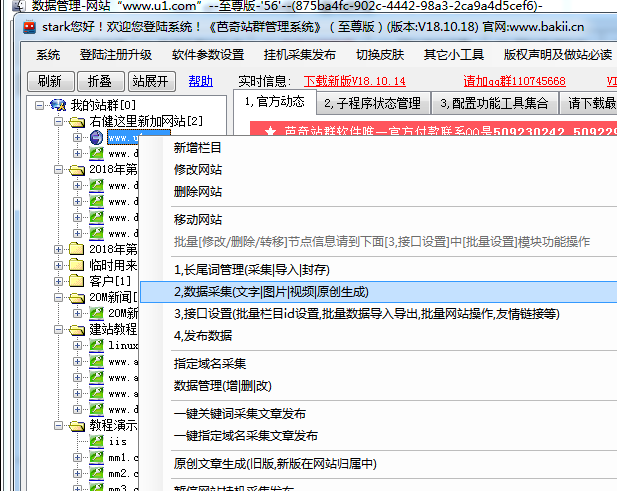 数据管理-网站 “www.u1.com” --至尊版-'56'--(875ba4fc-902c-4442-98a3-2ca9a4d5cef6)-
stark您好！欢迎您登陆系统！《芭奇站群管理系统》（至尊版）(版本:V18.10.18) 官网:www.bakii.cn
系统 登陆注册升级 软件参数设置 挂机采集发布 切换皮肤 其它小工具 版权声明及做站必读
刷新 折叠 站展开 帮助 实时信息： 下载新版V18.10.14 请加qq群110745668
1, 官方动态 2, 子程序状态管理 3, 配置功能工具集合 请下载最
★ 芭奇站群软件唯一官方付款联系QQ是509230242、509229
我的站群[0]
右健这里新加网站[2]
www.u1
www.d
2018年第
www.d
www.d
www.d
www.d
2018年第
临时用来
客户[1]
20M新闻[
20M新
建站教程
linux
www.a
www.a
www.a
www.d
教程演示
iis
mm1.c
mm2.c
mm3.c
新增栏目
修改网站
删除网站
移动网站
批量[修改/删除/转移]节点信息请到下面[3,接口设置]中[批量设置]模块功能操作
1,长尾词管理(采集|导入|封存)
2,数据采集(文字|图片|视频|原创生成)
3,接口设置(批量栏目id设置,批量数据导入导出,批量网站操作,友情链接等)
4,发布数据
指定域名采集
数据管理(增|删|改)
一键关键词采集文章发布
一键指定域名采集文章发布
原创文章生成(旧版,新版在网站归属中)
暂停网站挂机采集发布